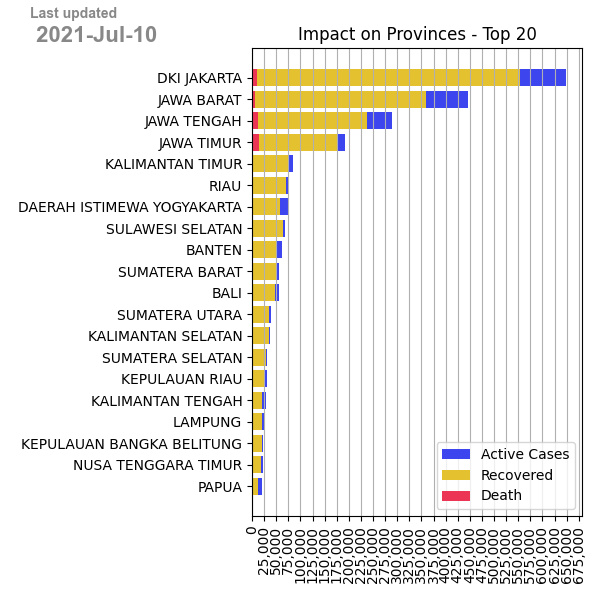 Last updated
2021-Jul-10
Impact on Provinces - Top 20
DKI JAKARTA
JAWA BARAT
JAWA TENGAH
JAWA TIMUR
KALIMANTAN TIMUR
RIAU
DAERAH ISTIMEWA YOGYAKARTA
SULAWESI SELATAN
BANTEN
SUMATERA BARAT
BALI
SUMATERA UTARA
KALIMANTAN SELATAN
SUMATERA SELATAN
KEPULAUAN RIAU
KALIMANTAN TENGAH
LAMPUNG
KEPULAUAN BANGKA BELITUNG
NUSA TENGGARA TIMUR
PAPUA
Active Cases
Recovered
Death
0
25,000
50,000
75,000
100,000
125,000
150,000
175,000
200,000
225,000
250,000
275,000
300,000
325,000
350,000
375,000
400,000
425,000
450,000
475,000
500,000
525,000
550,000
575,000
600,000
625,000
650,000
675,000